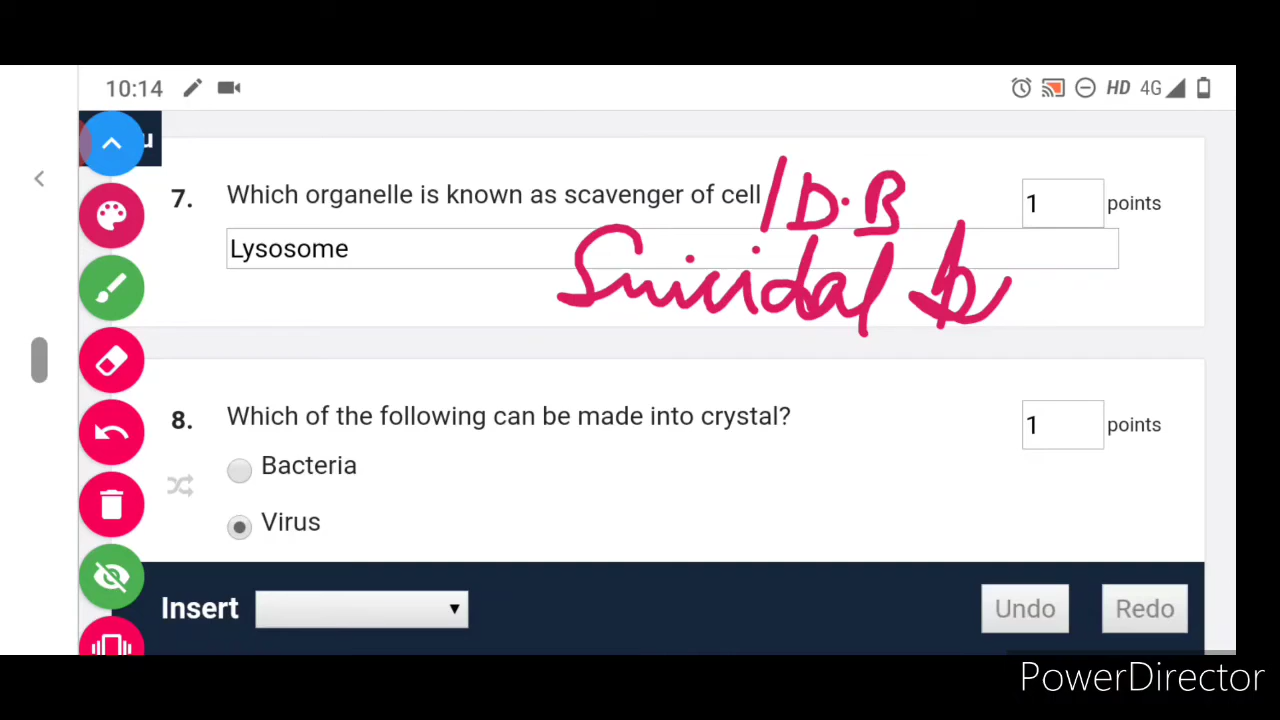 10:14 HD 4G
u
7. Which organelle is known as scavenger of cell / D.B 1 points
Lysosome
Suicidal b
8. Which of the following can be made into crystal? 1 points
Bacteria
Virus
Insert Undo Redo
PowerDirector